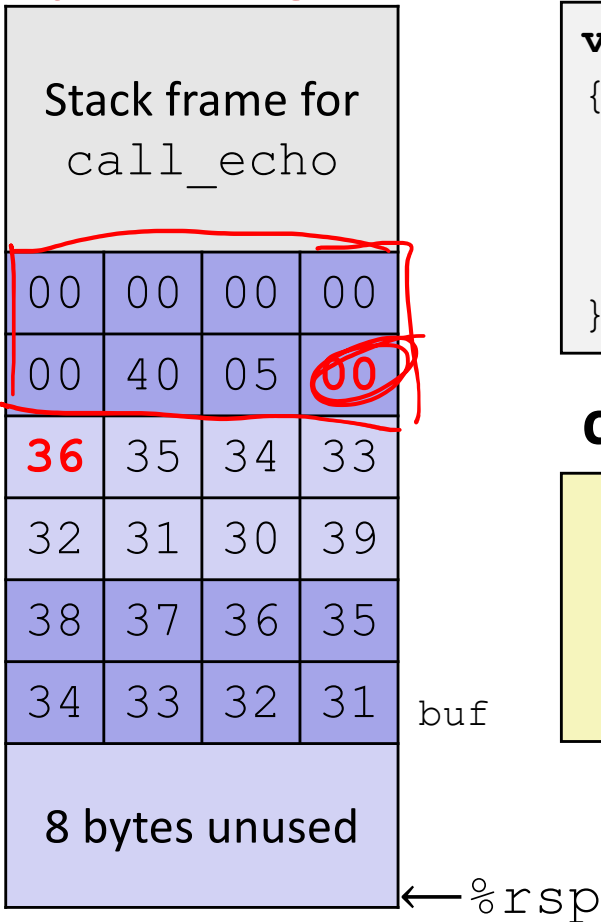 Stack frame for
call_echo
00 00 00 00
00 40 05 00
36 35 34 33
32 31 30 39
38 37 36 35
34 33 32 31 buf
8 bytes unused
←%rsp
{
}